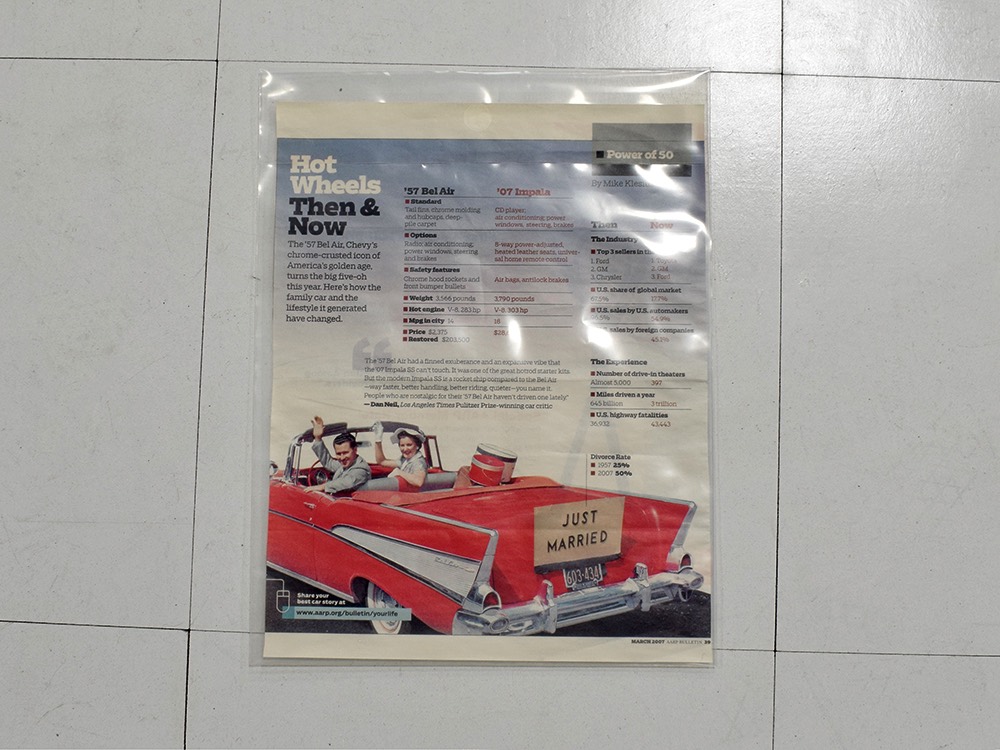 Hot
Wheels
Then &
Now
The '57 Bel Air, Chevy's
chrome-crusted icon of
America's golden age,
turns the big five-oh
this year. Here's how the
family car and the
lifestyle it generated
have changed.
'57 Bel Air '07 Impala
Standard
Tail fins, chrome molding
and hubcaps, deep-
pile carpet
CD player,
air conditioning, power
windows, steering, brakes
Options
Radio, air conditioning,
power windows, steering
and brakes
8-way power-adjusted,
heated leather seats, univer-
sal home remote control
Safety features
Chrome hood rockets and
front bumper bullets
Air bags, antilock brakes
Weight 3,566 pounds 3,790 pounds
Hot engine V-8, 283 hp V-8, 303 hp
Mpg in city 14 18
Price $2,375
Restored
"
The '57 Bel Air had a finned exuberance and an expansive vibe that
the '07 Impala SS can't touch. It was one of the great hotrod starter kits.
But the modern Impala SS is a rocket ship compared to the Bel Air
—way faster, better handling, better riding, quieter—you name it.
People who are nostalgic for their '57 Bel Air haven't driven one lately."
— Dan Neil, Los Angeles Times Pulitzer Prize-winning car critic
Power of 50
By Mike
Then Now
The Industry
Top 3 sellers in
1. Ford
2. GM 2. GM
3. Chrysler 3. Ford
U.S. share of global market
67.5% 17.7%
U.S. sales by U.S. automakers
54.9%
sales by foreign companies
45.1%
The Experience
Number of drive-in theaters
Almost 5,000 397
Miles driven a year
645 billion 3 trillion
U.S. highway fatalities
36,932 43,443
Divorce Rate
1957 25%
2007 50%
JUST
MARRIED
603·434
Bel Air
Share your
best car story at
www.aarp.org/bulletin/yourlife
MARCH 2007 AARP BULLETIN 39